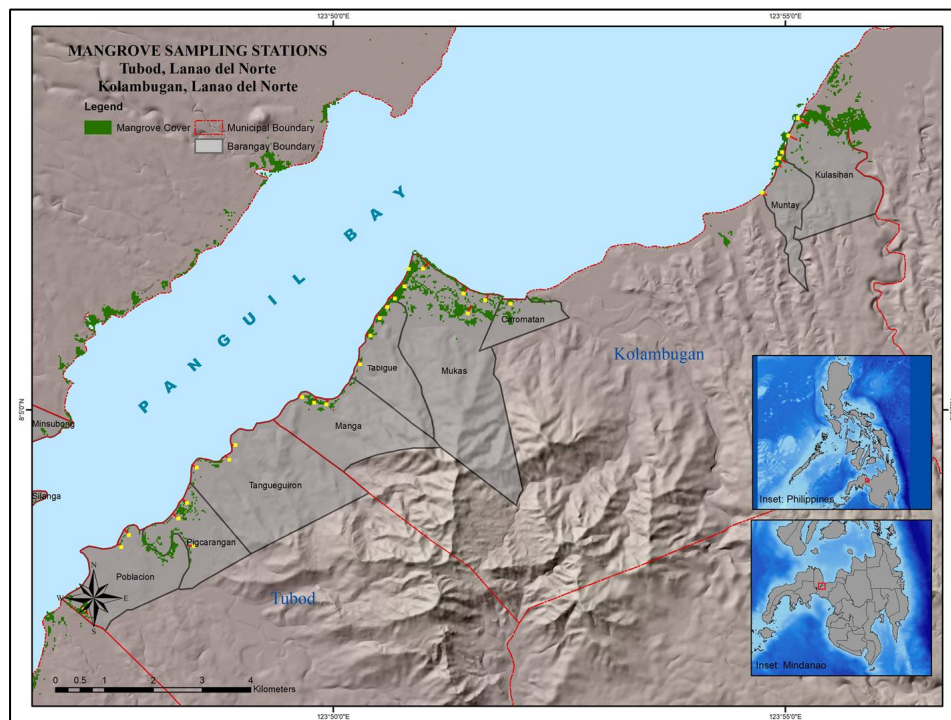 123°50'0"E
123°55'0"E
MANGROVE SAMPLING STATIONS
Tubod, Lanao del Norte
Kolambugan, Lanao del Norte
Legend
Mangrove Cover
Municipal Boundary
Barangay Boundary
PANGUIL BAY
Kulasihan
Muntay
Caromatan
Kolambugan
Tabigue
Mukas
8°5'0"N
Minsubong
Manga
Silanga
Tangueguiron
Pigcarangan
Poblacion
Tubod
N
W
E
S
0 0.5 1 2 3 4
Kilometers
Inset: Philippines
Inset: Mindanao
123°50'0"E
123°55'0"E